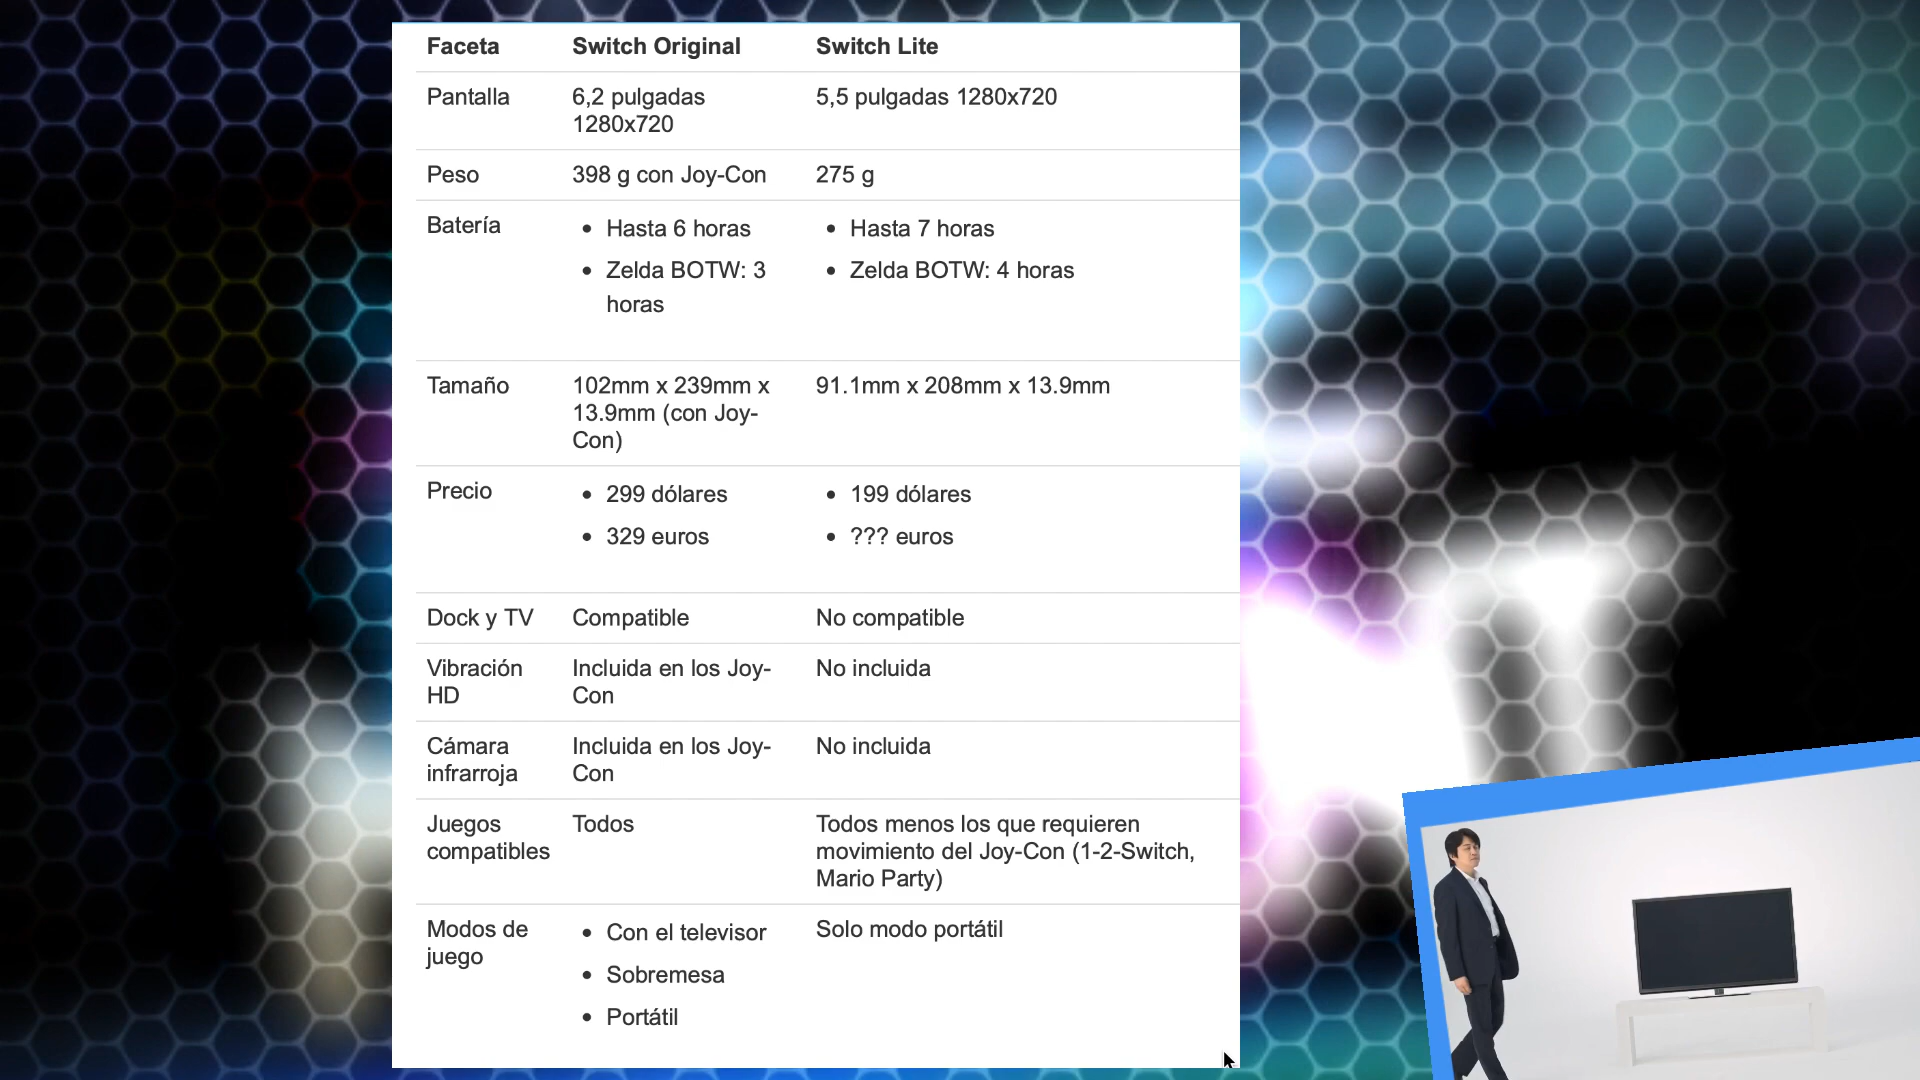 Faceta Switch Original Switch Lite
Pantalla 6,2 pulgadas 5,5 pulgadas 1280x720
1280x720
Peso 398 g con Joy-Con 275 g
Batería • Hasta 6 horas • Hasta 7 horas
• Zelda BOTW: 3 • Zelda BOTW: 4 horas
horas
Tamaño 102mm x 239mm x 91.1mm x 208mm x 13.9mm
13.9mm (con Joy-
Con)
Precio • 299 dólares • 199 dólares
• 329 euros • ??? euros
Dock y TV Compatible No compatible
Vibración Incluida en los Joy- No incluida
HD Con
Cámara Incluida en los Joy- No incluida
infrarroja Con
Juegos Todos Todos menos los que requieren
compatibles movimiento del Joy-Con (1-2-Switch,
Mario Party)
Modos de • Con el televisor Solo modo portátil
juego
• Sobremesa
• Portátil